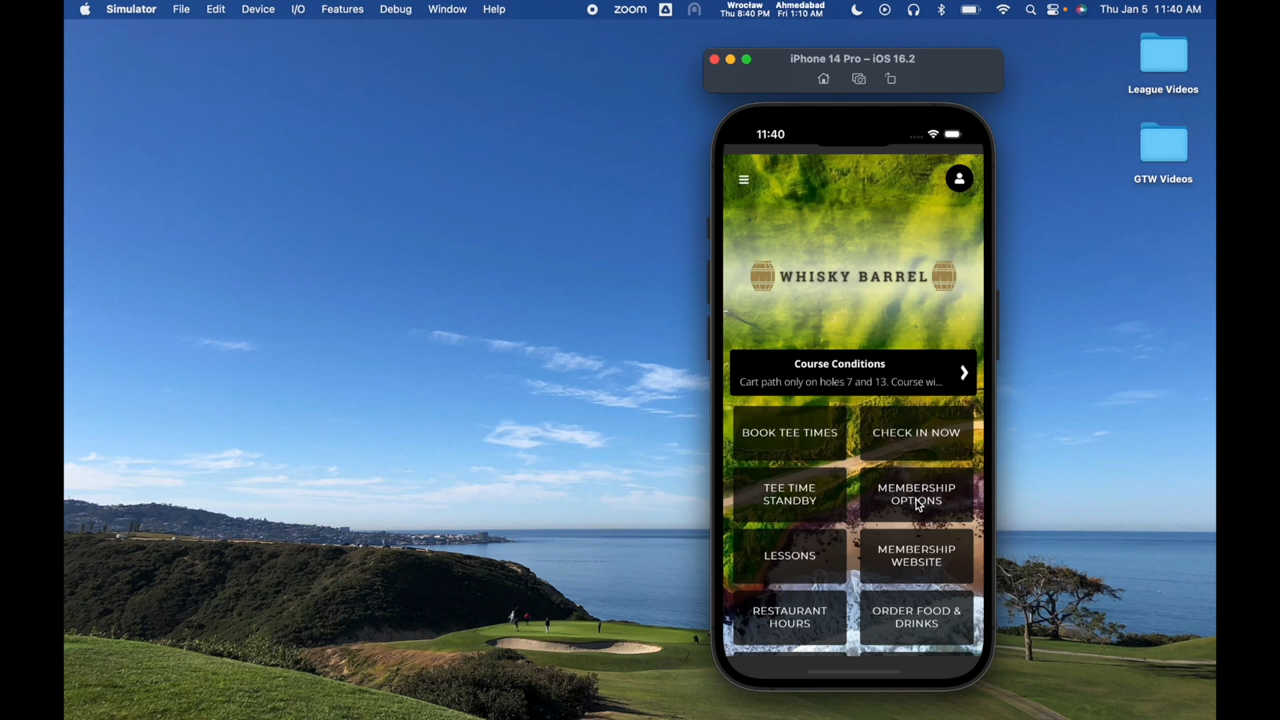 Simulator File Edit Device I/O Features Debug Window Help zoom Wrocław Ahmedabad Thu Jan 5 11:40 AM
Thu 8:40 PM Fri 1:10 AM
iPhone 14 Pro – iOS 16.2
League Videos
GTW Videos
11:40
WHISKY BARREL
Course Conditions
Cart path only on holes 7 and 13. Course wi...
BOOK TEE TIMES
CHECK IN NOW
TEE TIME
STANDBY
MEMBERSHIP
OPTIONS
LESSONS
MEMBERSHIP
WEBSITE
RESTAURANT
HOURS
ORDER FOOD &
DRINKS